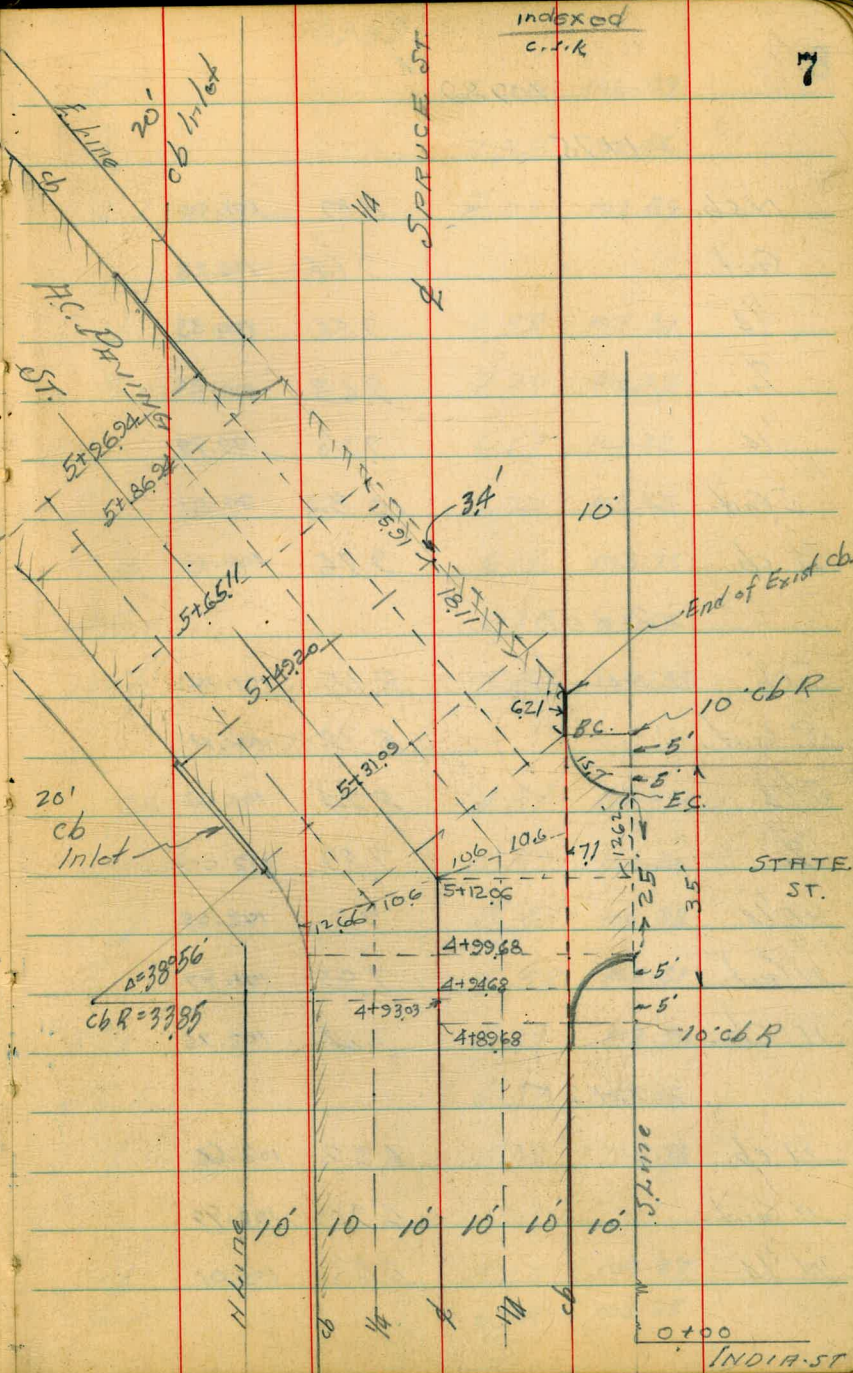 indexed
c.s.k
7
20'
cb Inlet
cb
1/4
℄ SPRUCE ST.
A.C. PAVING
ST.
5+96.94
5+86.94
34'
15.91
18.11
10'
5+65.11
End of Exist cb.
5+49.20
6.21
10' cb R
B.C.
5'
5+31.09
15.7
5'
E.C.
20'
cb
Inlet
12.62
10.6
10.6
7.1
25'
35'
STATE
ST.
5+12.06
12.66
10.6
4+99.68
Δ=38°56'
5'
4+94.68
cb R=33.85
4+93.03
5'
4+89.68
10' cb R
N Line
10'
10
10'
10'
10'
10'
S. Line
cb
1/4
℄
1/4
cb
0+00
INDIA-ST